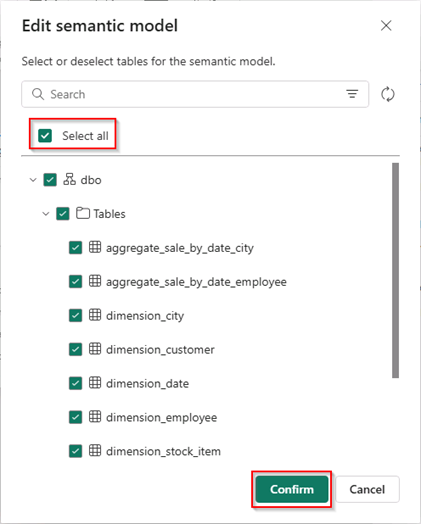 Edit semantic model
Select or deselect tables for the semantic model.
Search
Select all
dbo
Tables
aggregate_sale_by_date_city
aggregate_sale_by_date_employee
dimension_city
dimension_customer
dimension_date
dimension_employee
dimension_stock_item
Confirm Cancel